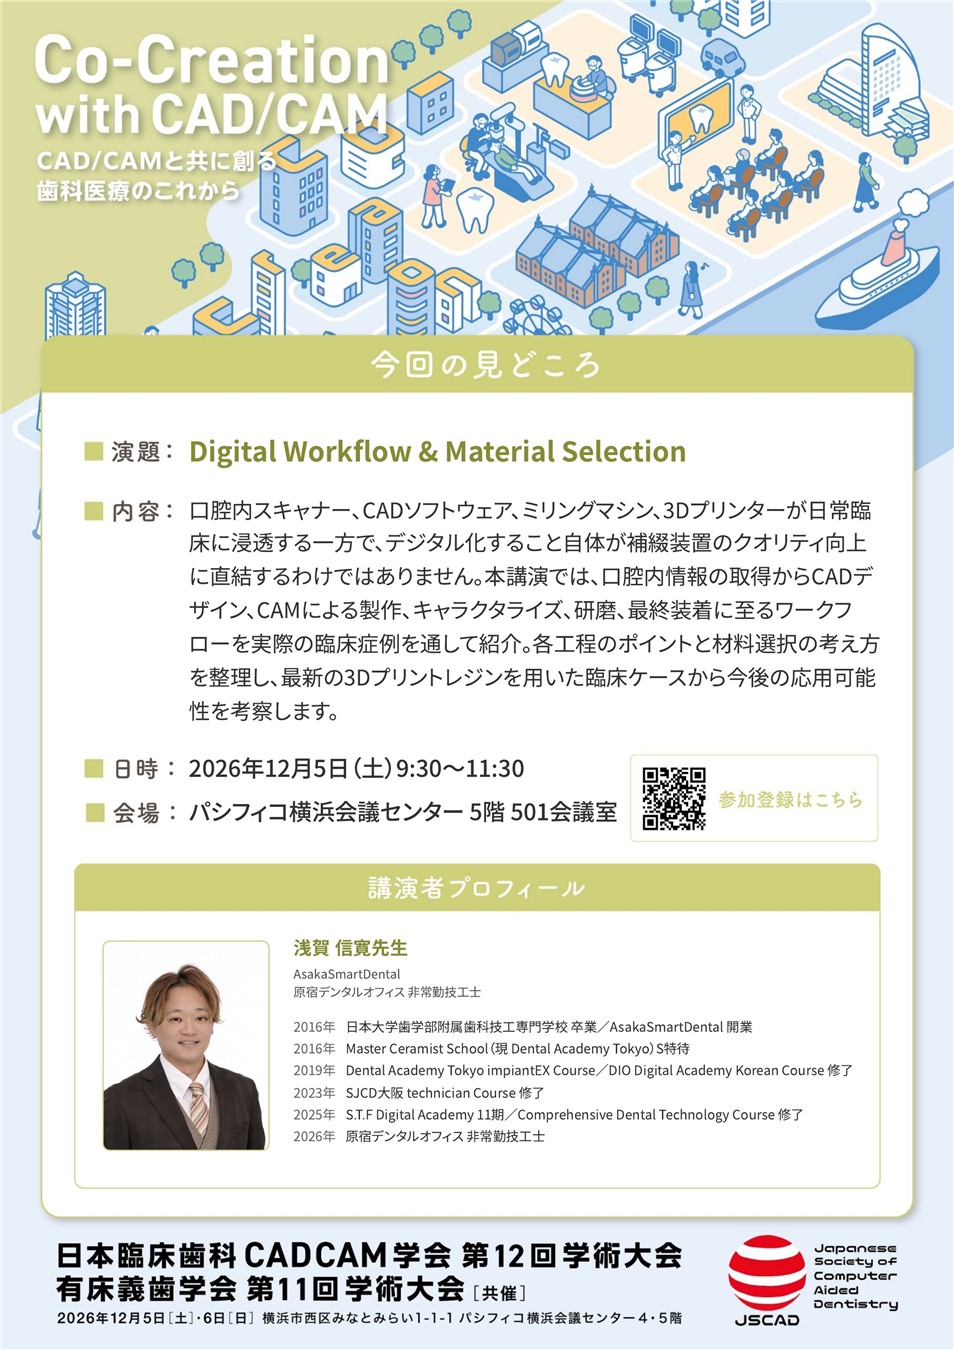 Co-Creation
with CAD/CAM
CAD/CAMと共に創る
歯科医療のこれから
今回の見どころ
演題： Digital Workflow & Material Selection
内容： 口腔内スキャナー、CADソフトウェア、ミリングマシン、3Dプリンターが日常臨
床に浸透する一方で、デジタル化すること自体が補綴装置のクオリティ向上
に直結するわけではありません。本講演では、口腔内情報の取得からCADデ
ザイン、CAMによる製作、キャラクタライズ、研磨、最終装着に至るワークフ
ローを実際の臨床症例を通して紹介。各工程のポイントと材料選択の考え方
を整理し、最新の3Dプリントレジンを用いた臨床ケースから今後の応用可能
性を考察します。
日時： 2026年12月5日（土）9:30〜11:30
会場： パシフィコ横浜会議センター 5階 501会議室
参加登録はこちら
講演者プロフィール
浅賀 信寛先生
AsakaSmartDental
原宿デンタルオフィス 非常勤技工士
2016年 日本大学歯学部附属歯科技工専門学校 卒業／AsakaSmartDental 開業
2016年 Master Ceramist School（現 Dental Academy Tokyo）S特待
2019年 Dental Academy Tokyo impiantEX Course／DIO Digital Academy Korean Course 修了
2023年 SJCD大阪 technician Course 修了
2025年 S.T.F Digital Academy 11期／Comprehensive Dental Technology Course 修了
2026年 原宿デンタルオフィス 非常勤技工士
日本臨床歯科CADCAM学会 第12回学術大会
有床義歯学会 第11回学術大会［共催］
2026年12月5日［土］・6日［日］ 横浜市西区みなとみらい1-1-1 パシフィコ横浜会議センター4・5階
JSCAD
Japanese
Society of
Computer
Aided
Dentistry